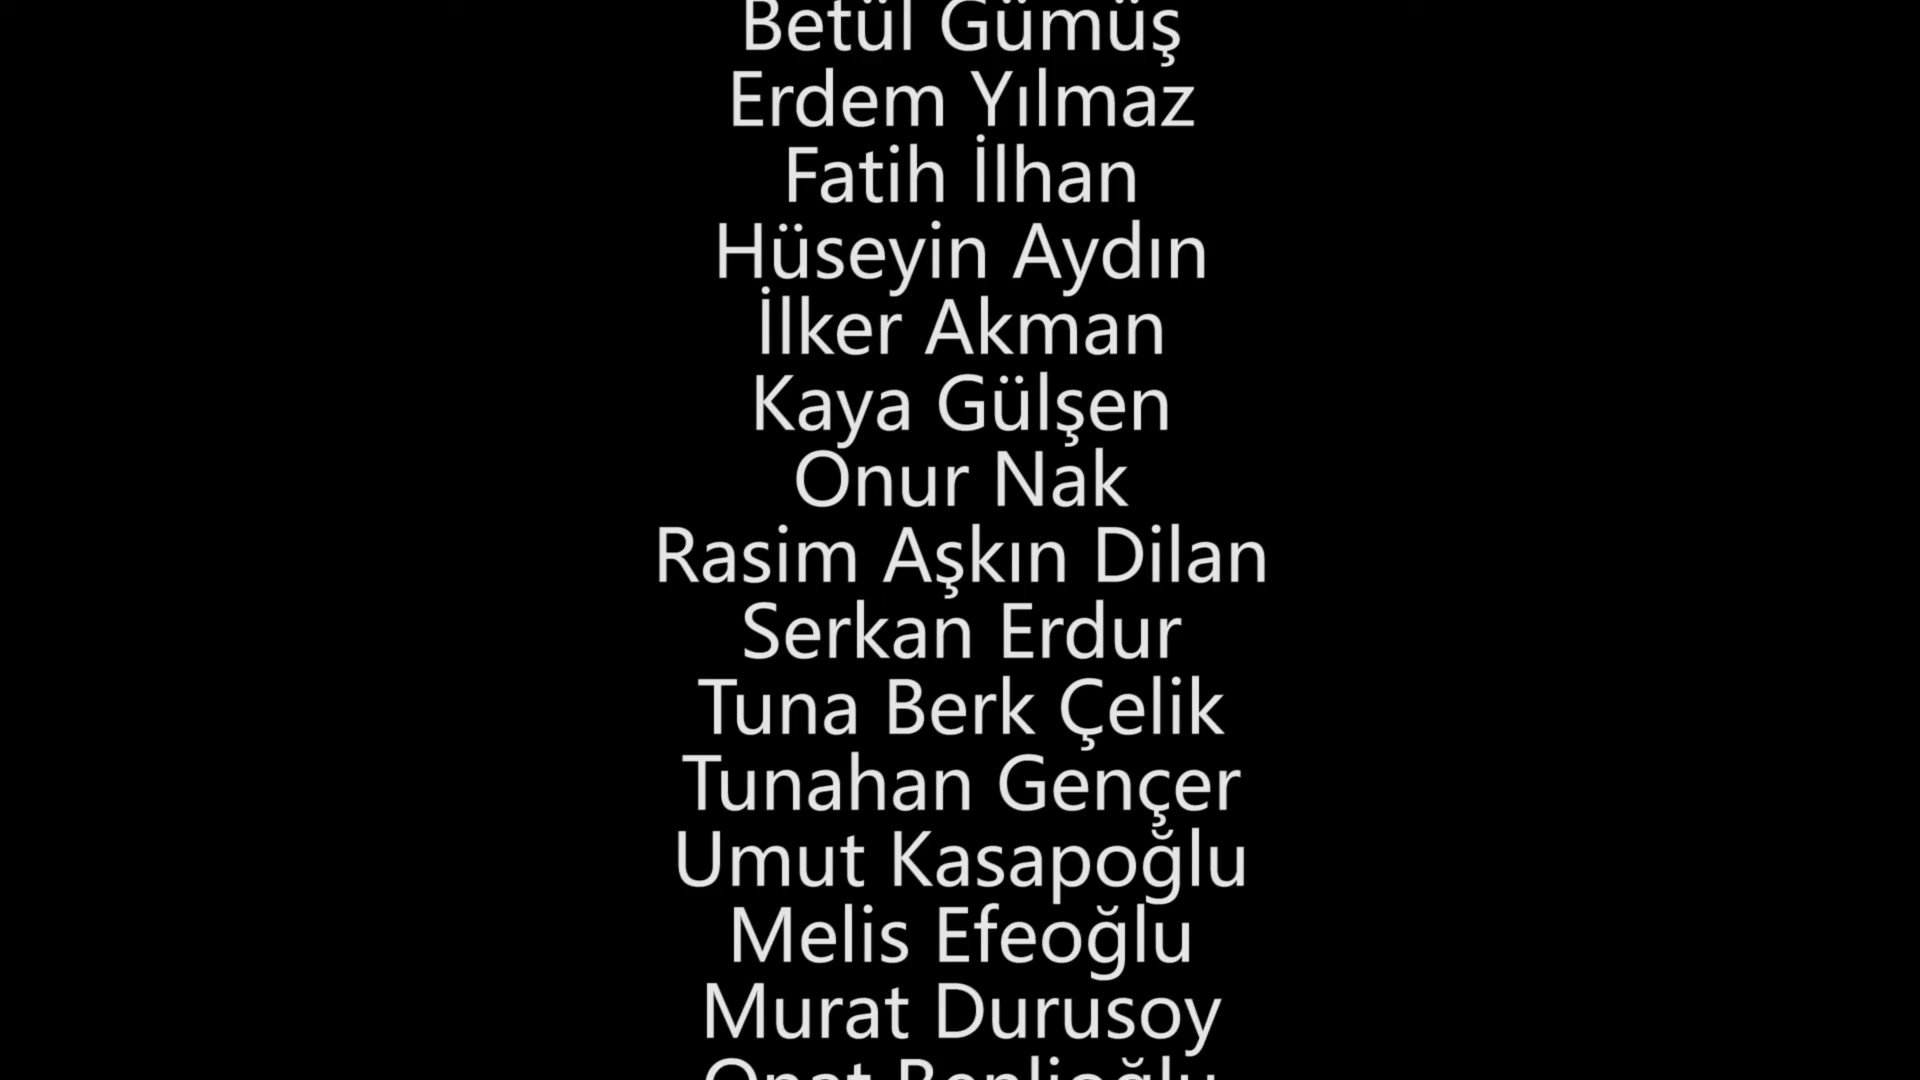 Betül Gümüş
Erdem Yılmaz
Fatih İlhan
Hüseyin Aydın
İlker Akman
Kaya Gülşen
Onur Nak
Rasim Aşkın Dilan
Serkan Erdur
Tuna Berk Çelik
Tunahan Gençer
Umut Kasapoğlu
Melis Efeoğlu
Murat Durusoy